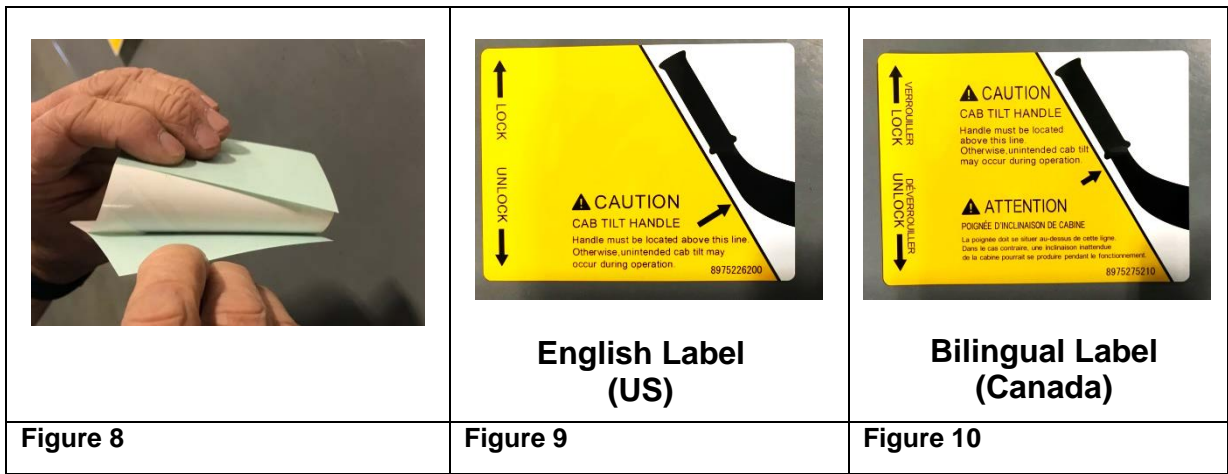 LOCK
UNLOCK
CAUTION
CAB TILT HANDLE
Handle must be located above this line.
Otherwise,unintended cab tilt may
occur during operation.
8975226200
English Label
(US)
VERROUILLER
LOCK
DÉVERROUILLER
UNLOCK
CAUTION
CAB TILT HANDLE
Handle must be located
above this line.
Otherwise,unintended cab tilt
may occur during operation.
ATTENTION
POIGNÉE D'INCLINAISON DE CABINE
La poignée doit se situer au-dessus de cette ligne.
Dans le cas contraire, une inclinaison inattendue
de la cabine pourrait se produire pendant le fonctionnement.
8975275210
Bilingual Label
(Canada)
Figure 8
Figure 9
Figure 10